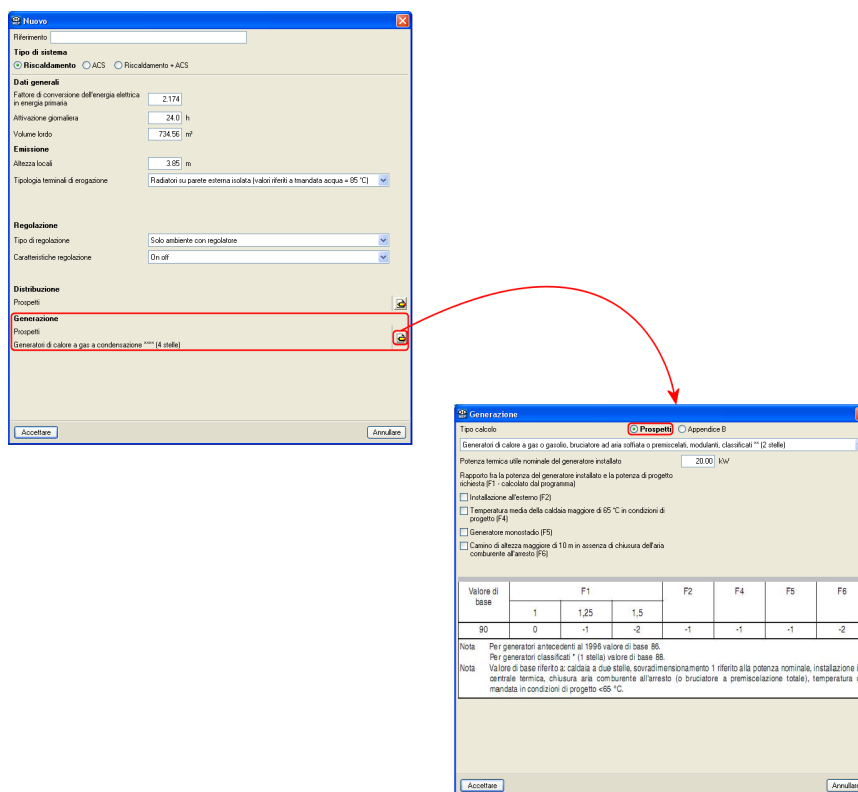 Nuovo
Riferimento
Tipo di sistema
Riscaldamento ACS Riscaldamento + ACS
Dati generali
Fattore di conversione dell'energia elettrica
in energia primaria
2.174
Attivazione giornaliera 24.0 h
Volume lordo 734.56 m³
Emissione
Altezza locali 3.85 m
Tipologia terminali di erogazione Radiatori su parete esterna isolata (valori riferiti a tmandata acqua = 85 °C)
Regolazione
Tipo di regolazione Solo ambiente con regolatore
Caratteristiche regolazione On off
Distribuzione
Prospetti
Generazione
Prospetti
Generatori di calore a gas a condensazione **** (4 stelle)
Accettare Annullare
Generazione
Tipo calcolo Prospetti Appendice B
Generatori di calore a gas o gasolio, bruciatore ad aria soffiata o premiscelati, modulanti, classificati ** (2 stelle)
Potenza termica utile nominale del generatore installato 20.00 kW
Rapporto fra la potenza del generatore installato e la potenza di progetto
richiesta (F1 - calcolato dal programma)
Installazione all'esterno (F2)
Temperatura media della caldaia maggiore di 65 °C in condizioni di
progetto (F4)
Generatore monostadio (F5)
Camino di altezza maggiore di 10 m in assenza di chiusura dell'aria
comburente all'arresto (F6)
Valore di
base
F1 F2 F4 F5 F6
1 1,25 1,5
90 0 -1 -2 -1 -1 -1 -2
Nota Per generatori antecedenti al 1996 valore di base 86.
Per generatori classificati * (1 stella) valore di base 88.
Nota Valore di base riferito a: caldaia a due stelle, sovradimensionamento 1 riferito alla potenza nominale, installazione i
centrale termica, chiusura aria comburente all'arresto (o bruciatore a premiscelazione totale), temperatura
mandata in condizioni di progetto <65 °C.
Accettare Annullare